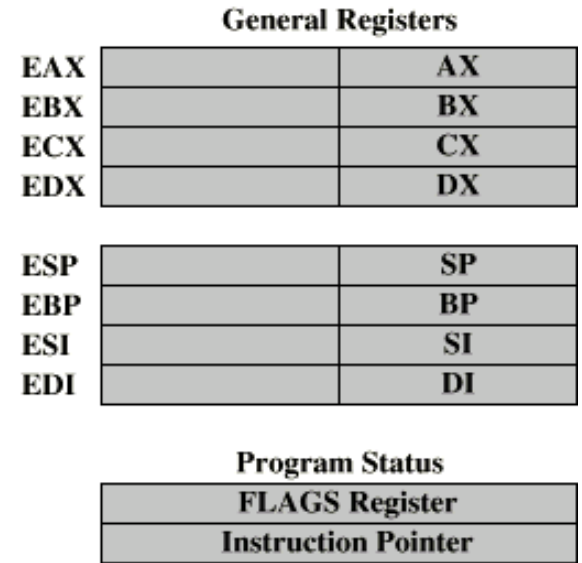 General Registers
EAX AX
EBX BX
ECX CX
EDX DX
ESP SP
EBP BP
ESI SI
EDI DI
Program Status
FLAGS Register
Instruction Pointer